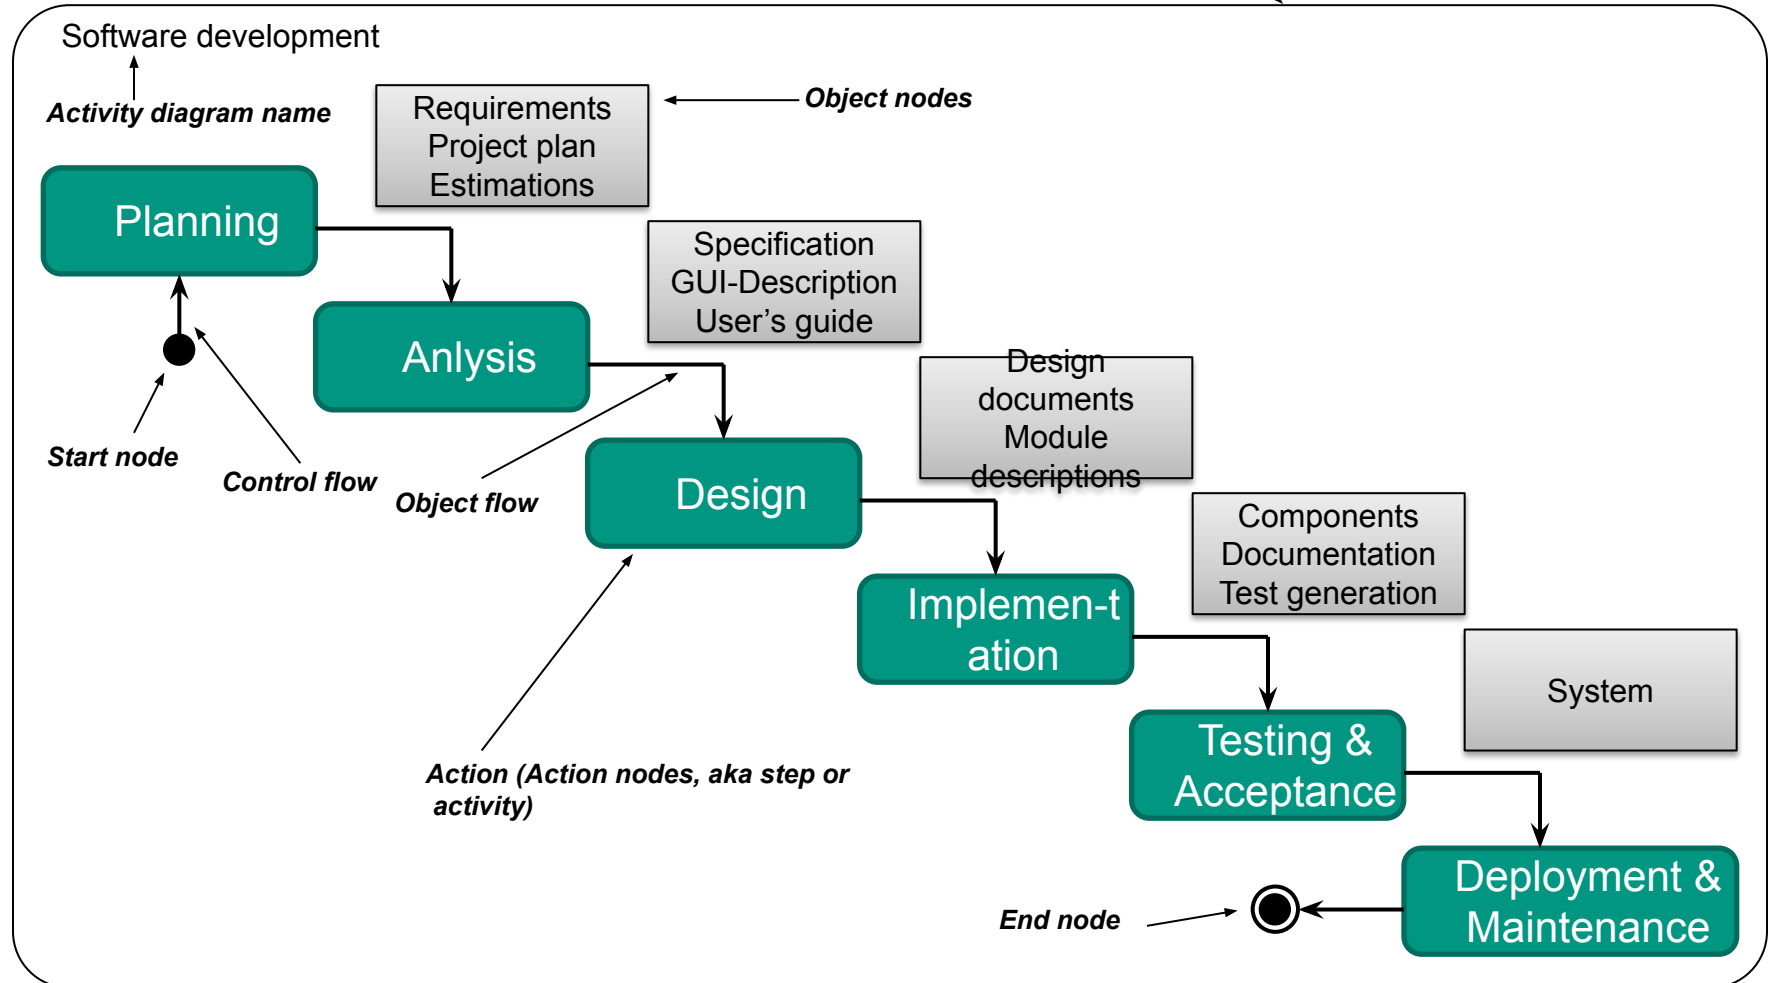 Software development
Activity diagram name
Requirements
Project plan
Estimations
Object nodes
Planning
Specification
GUI-Description
User’s guide
Anlysis
Design
documents
Module
descriptions
Start node
Control flow
Object flow
Design
Components
Documentation
Test generation
Implemen-t
ation
System
Testing &
Acceptance
Action (Action nodes, aka step or
activity)
Deployment &
Maintenance
End node